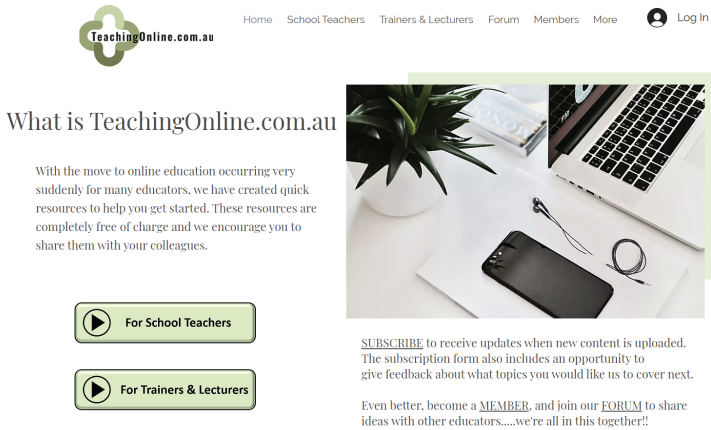 TeachingOnline.com.au
Home School Teachers Trainers & Lecturers Forum Members More Log In
What is TeachingOnline.com.au
With the move to online education occurring very
suddenly for many educators, we have created quick
resources to help you get started. These resources are
completely free of charge and we encourage you to
share them with your colleagues.
For School Teachers
For Trainers & Lecturers
SUBSCRIBE to receive updates when new content is uploaded.
The subscription form also includes an opportunity to
give feedback about what topics you would like us to cover next.
Even better, become a MEMBER, and join our FORUM to share
ideas with other educators.....we're all in this together!!